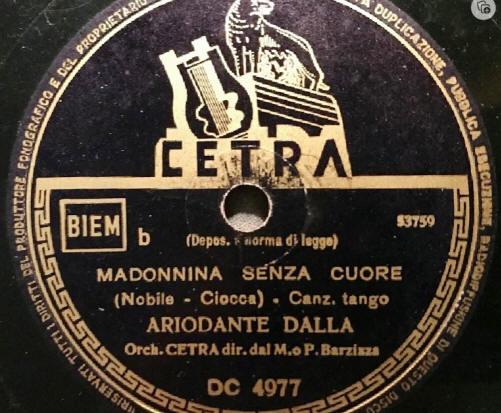 RISERVATI TUTTI I DIRITTI DEL PRODUTTORE FONOGRAFICO E DEL PROPRIETARIO
A DUPLICAZIONE, PUBBLICA ESECUZIONE, RADIODIFFUSIONE DI QUESTO DISCO
CETRA
BIEM b (Depos. a norma di legge) 83759
MADONNINA SENZA CUORE
(Nobile - Ciocca) • Canz. tango
ARIODANTE DALLA
Orch. CETRA dir. dal M.o P. Barzizza
DC 4977